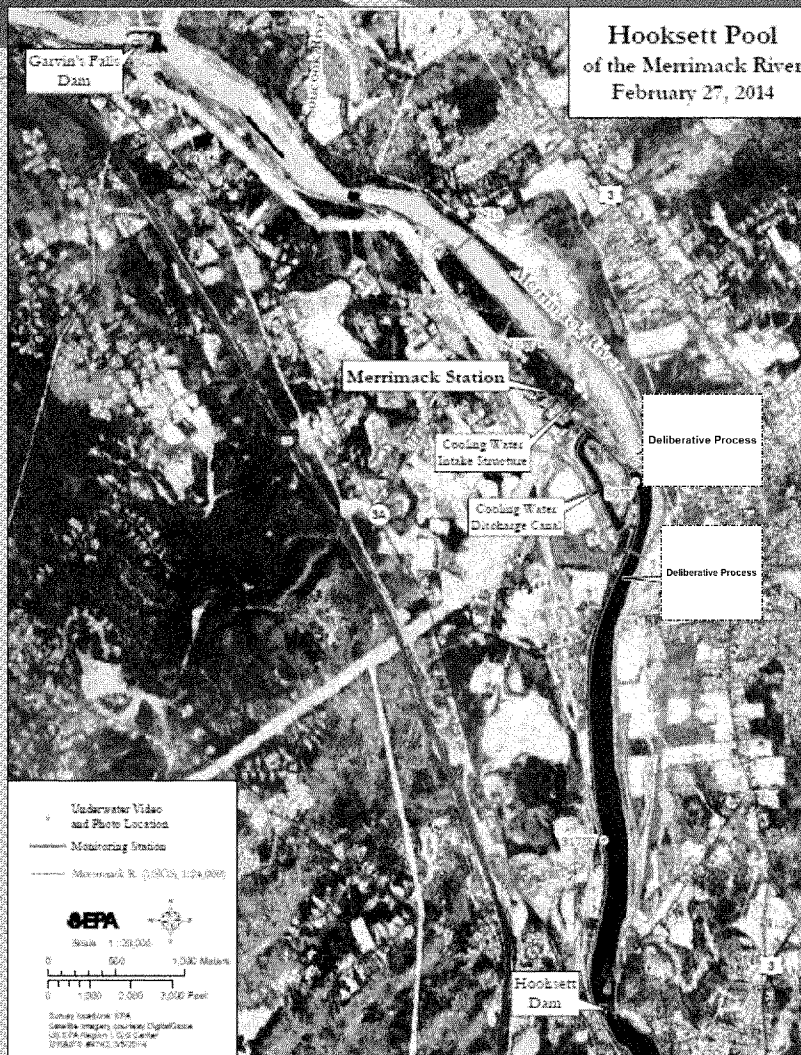 Hooksett Pool
of the Merrimack River
February 27, 2014
Garvin's Falls
Dam
3
Merrimack River
Merrimack Station
Cooling Water
Intake Structure
Deliberative Process
Cooling Water
Discharge Canal
3A
Deliberative Process
Underwater Video
and Photo Location
Monitoring Station
EPA
0 500 1,000 Meters
0 1,000 2,000 3,000 Feet
Hooksett
Dam
3